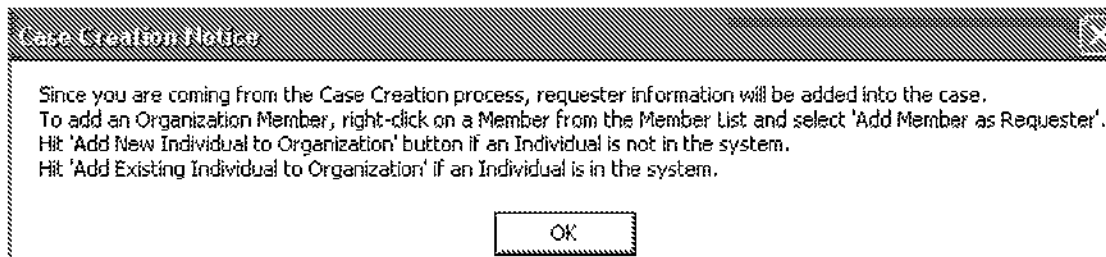 Case Creation Notice
Since you are coming from the Case Creation process, requester information will be added into the case.
To add an Organization Member, right-click on a Member from the Member List and select 'Add Member as Requester'.
Hit 'Add New Individual to Organization' button if an Individual is not in the system.
Hit 'Add Existing Individual to Organization' if an Individual is in the system.
OK